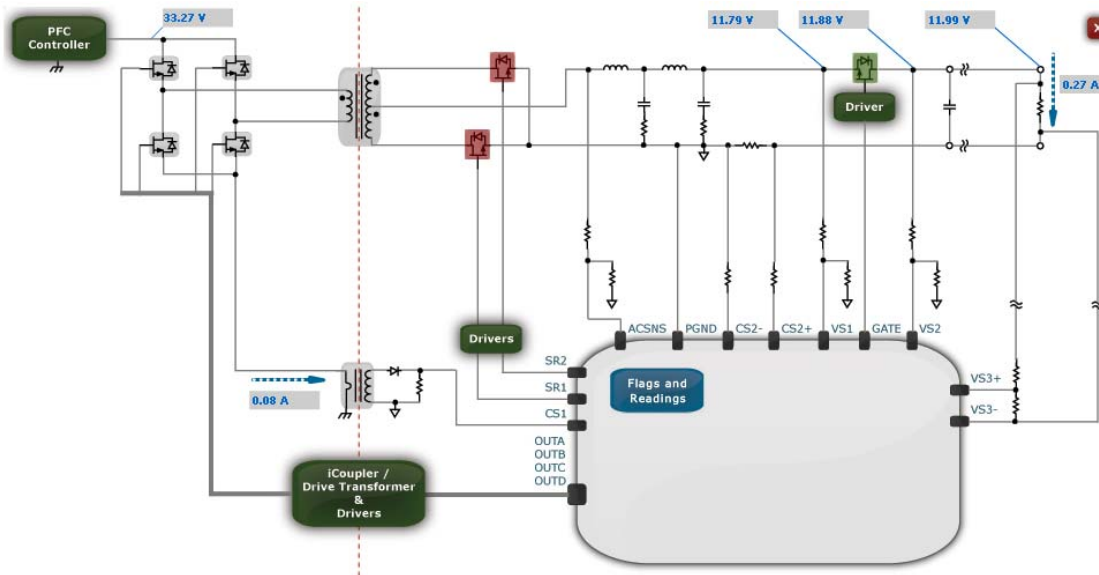 PFC
Controller
33.27 V
11.79 V
11.88 V
11.99 V
X
0.27 A
Driver
Drivers
ACSNS
PGND
CS2-
CS2+
VS1
GATE
VS2
SR2
SR1
CS1
OUTA
OUTB
OUTC
OUTD
Flags and
Readings
VS3+
VS3-
0.08 A
iCoupler /
Drive Transformer
&
Drivers